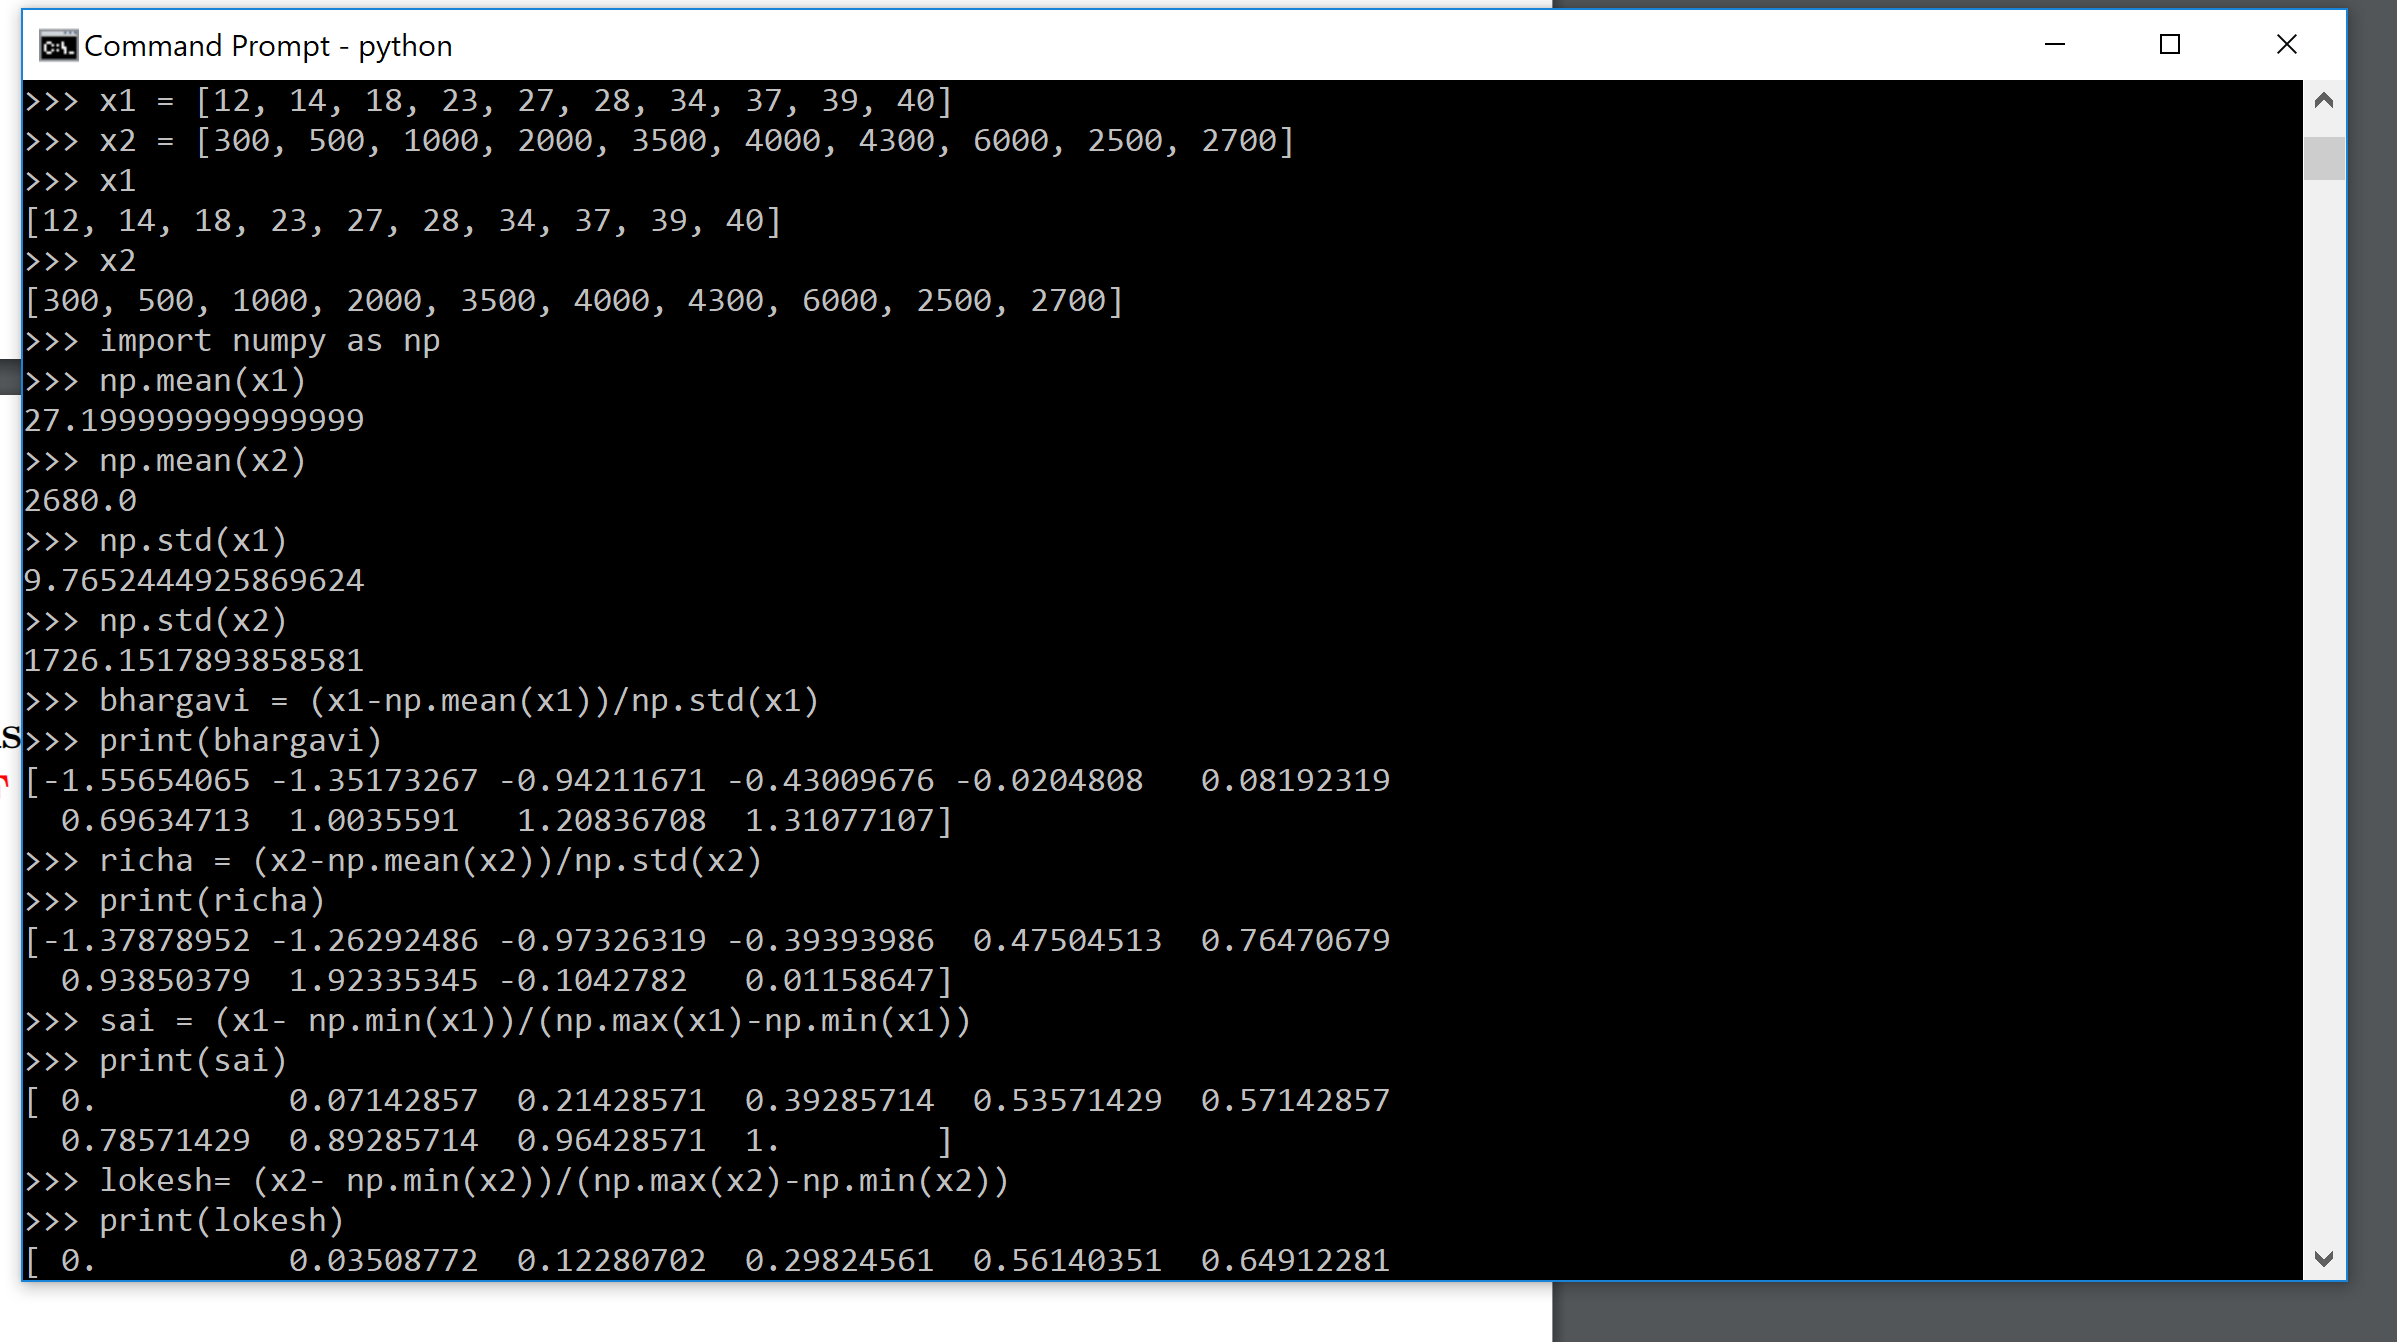 Command Prompt - python
>>> x1 = [12, 14, 18, 23, 27, 28, 34, 37, 39, 40]
>>> x2 = [300, 500, 1000, 2000, 3500, 4000, 4300, 6000, 2500, 2700]
>>> x1
[12, 14, 18, 23, 27, 28, 34, 37, 39, 40]
>>> x2
[300, 500, 1000, 2000, 3500, 4000, 4300, 6000, 2500, 2700]
>>> import numpy as np
>>> np.mean(x1)
27.199999999999999
>>> np.mean(x2)
2680.0
>>> np.std(x1)
9.7652444925869624
>>> np.std(x2)
1726.1517893858581
>>> bhargavi = (x1-np.mean(x1))/np.std(x1)
>>> print(bhargavi)
[-1.55654065 -1.35173267 -0.94211671 -0.43009676 -0.0204808   0.08192319
  0.69634713  1.0035591   1.20836708  1.31077107]
>>> richa = (x2-np.mean(x2))/np.std(x2)
>>> print(richa)
[-1.37878952 -1.26292486 -0.97326319 -0.39393986  0.47504513  0.76470679
  0.93850379  1.92335345 -0.1042782   0.01158647]
>>> sai = (x1- np.min(x1))/(np.max(x1)-np.min(x1))
>>> print(sai)
[ 0.          0.07142857  0.21428571  0.39285714  0.53571429  0.57142857
  0.78571429  0.89285714  0.96428571  1.        ]
>>> lokesh= (x2- np.min(x2))/(np.max(x2)-np.min(x2))
>>> print(lokesh)
[ 0.          0.03508772  0.12280702  0.29824561  0.56140351  0.64912281